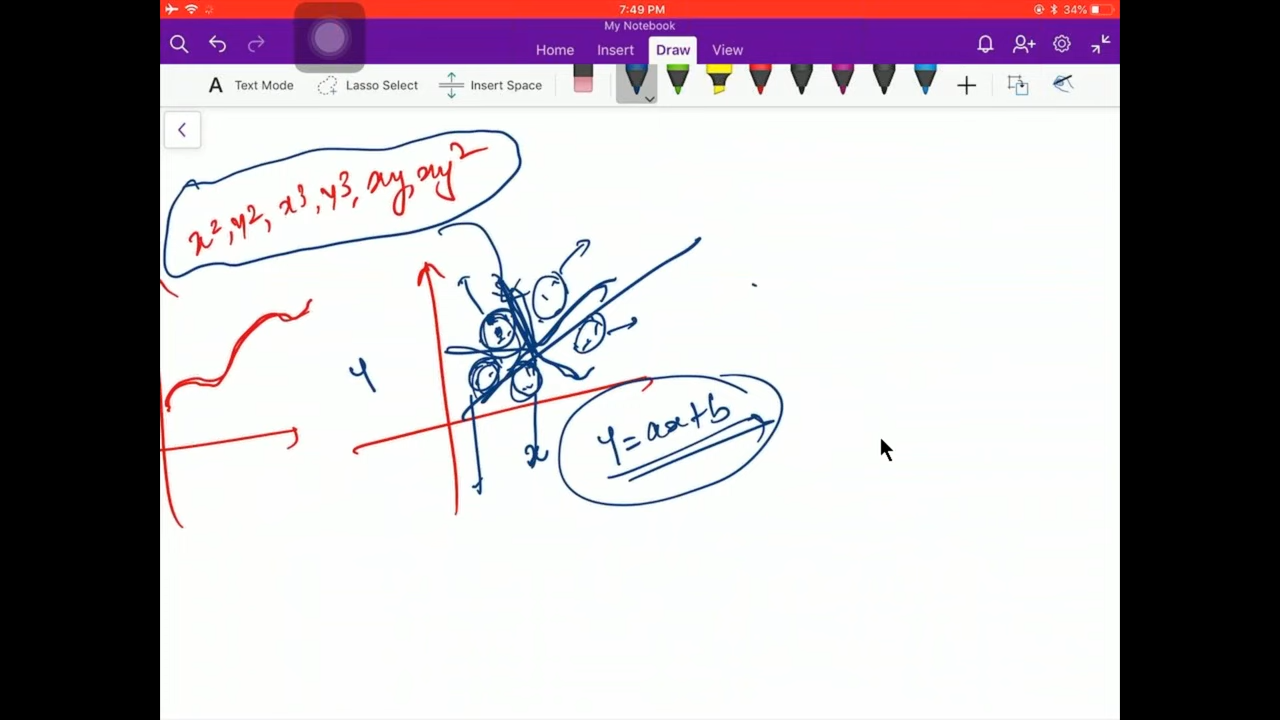 7:49 PM
34%
My Notebook
Home Insert Draw View
A Text Mode Lasso Select Insert Space
x², y², x³, y³, xy, xy²
y
x
y = ax + b